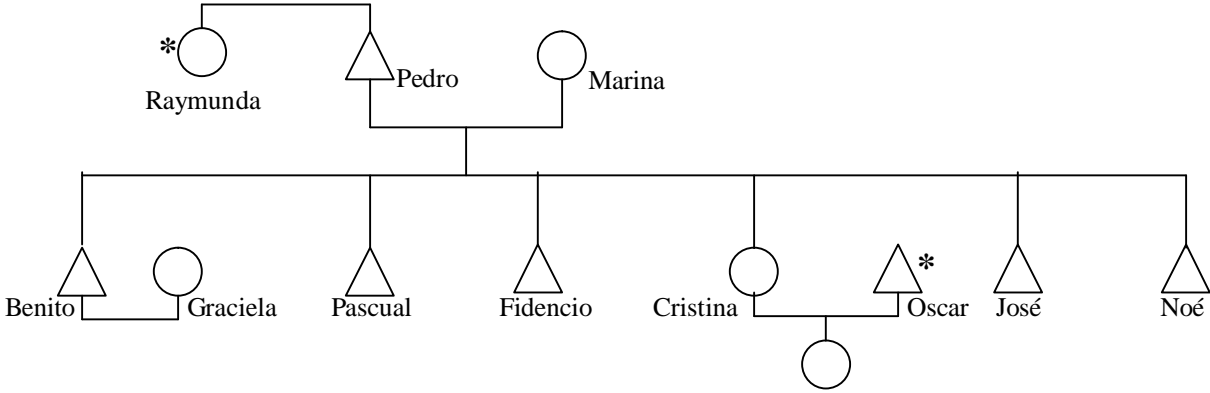 *
Raymunda
Pedro
Marina
Benito
Graciela
Pascual
Fidencio
Cristina
*
Oscar
José
Noé